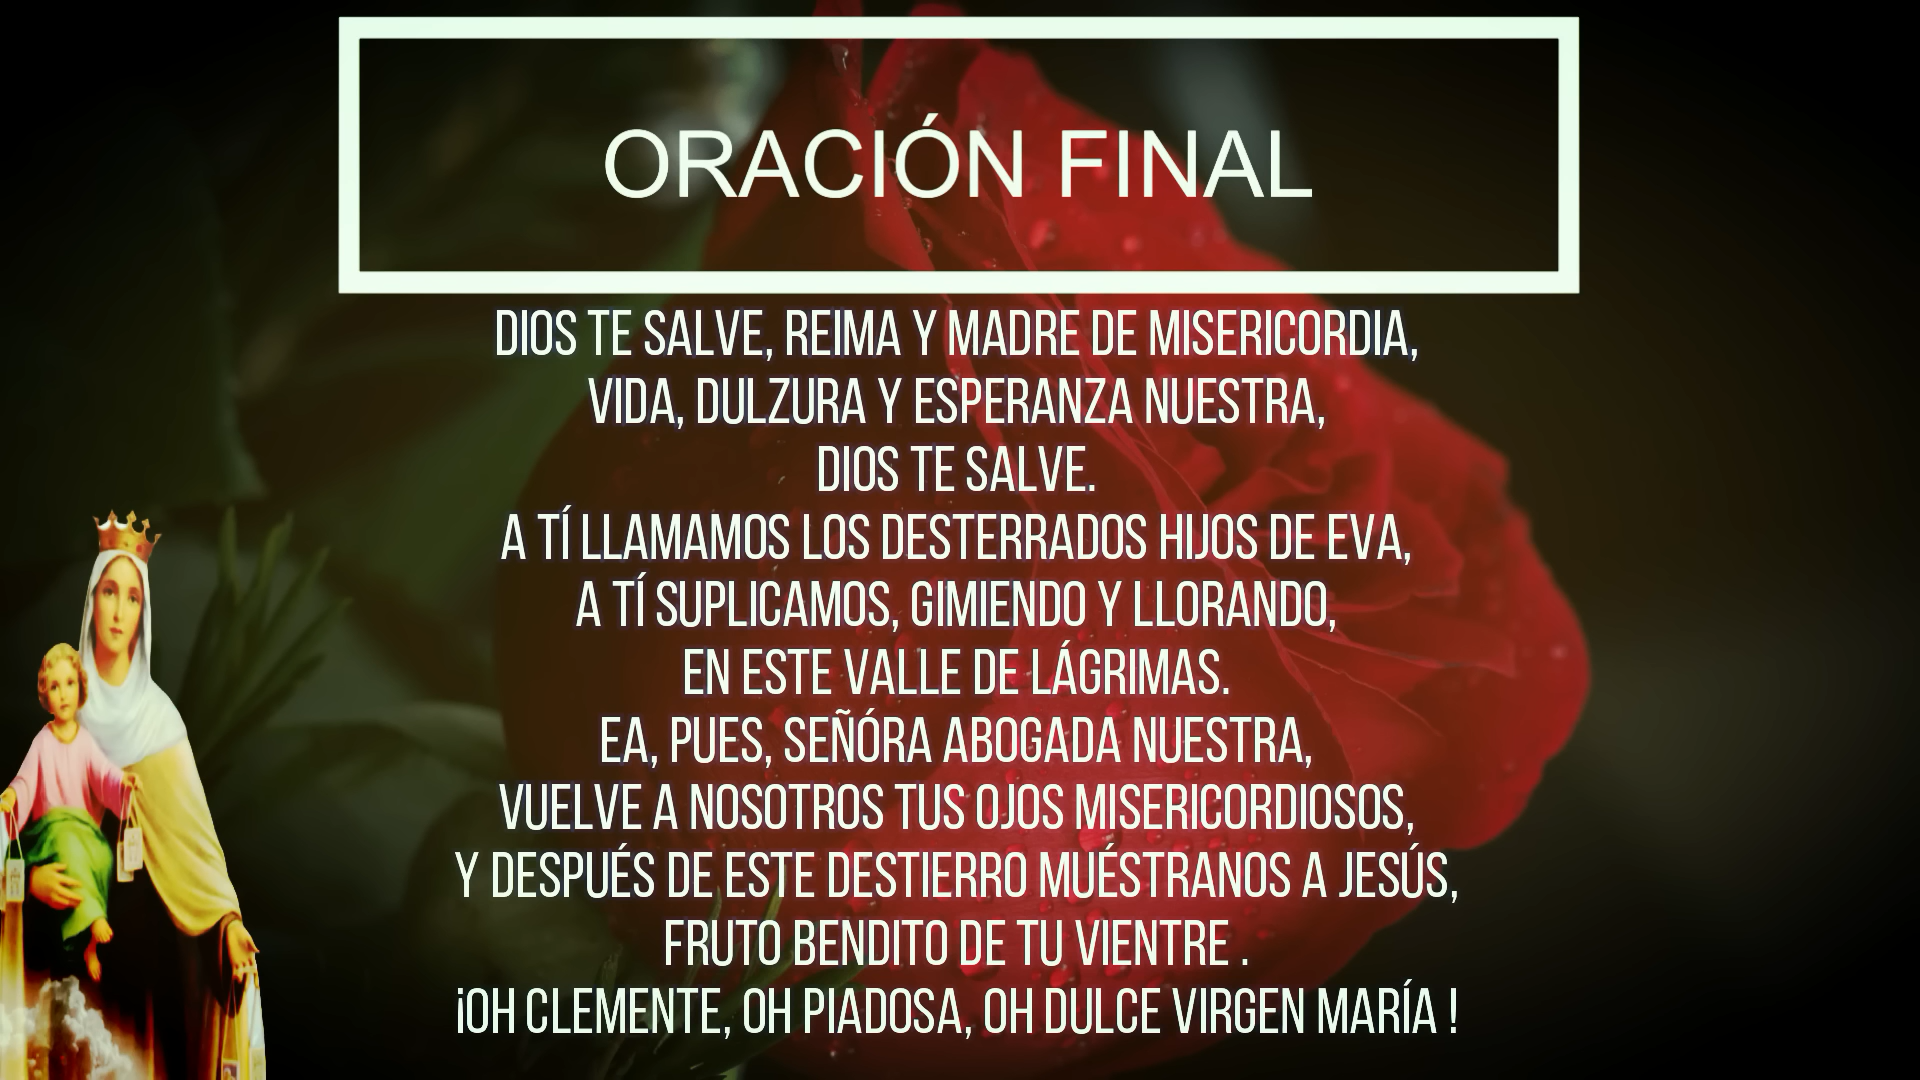 ORACIÓN FINAL
DIOS TE SALVE, REIMA Y MADRE DE MISERICORDIA,
VIDA, DULZURA Y ESPERANZA NUESTRA,
DIOS TE SALVE.
A TÍ LLAMAMOS LOS DESTERRADOS HIJOS DE EVA,
A TÍ SUPLICAMOS, GIMIENDO Y LLORANDO,
EN ESTE VALLE DE LÁGRIMAS.
EA, PUES, SEÑÓRA ABOGADA NUESTRA,
VUELVE A NOSOTROS TUS OJOS MISERICORDIOSOS,
Y DESPUÉS DE ESTE DESTIERRO MUÉSTRANOS A JESÚS,
FRUTO BENDITO DE TU VIENTRE .
¡OH CLEMENTE, OH PIADOSA, OH DULCE VIRGEN MARÍA !